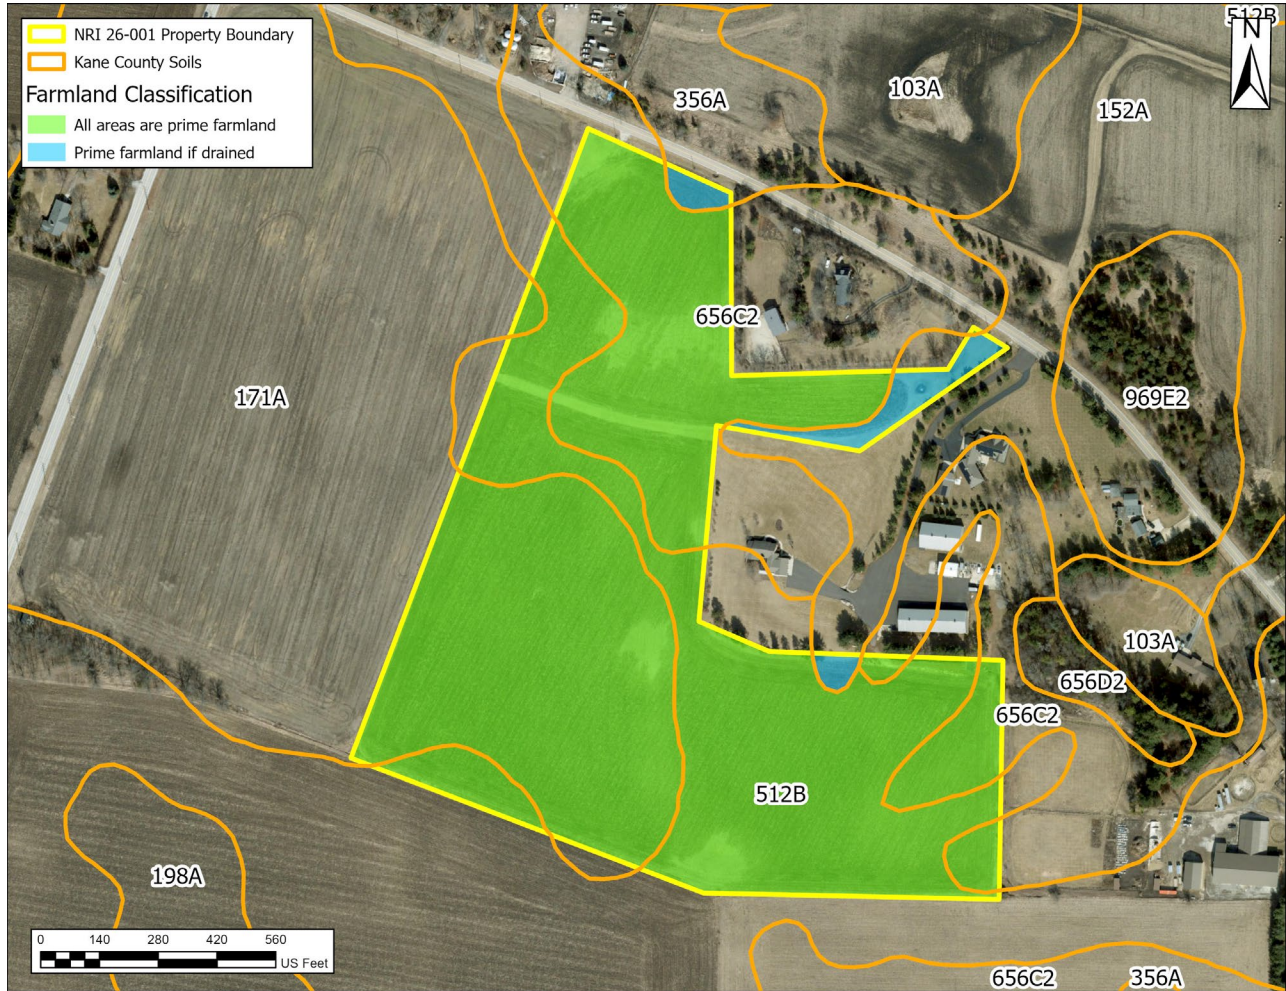 NRI 26-001 Property Boundary
Kane County Soils
Farmland Classification
All areas are prime farmland
Prime farmland if drained
512B
N
356A
103A
152A
656C2
171A
969E2
103A
656D2
656C2
512B
198A
0 140 280 420 560
US Feet
656C2
356A